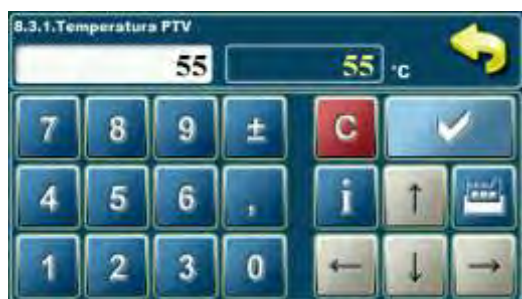 8.3.1.Temperatura PTV
55 55 °C
7 8 9 ± C
4 5 6 , i ↑
1 2 3 0 ← ↓ →